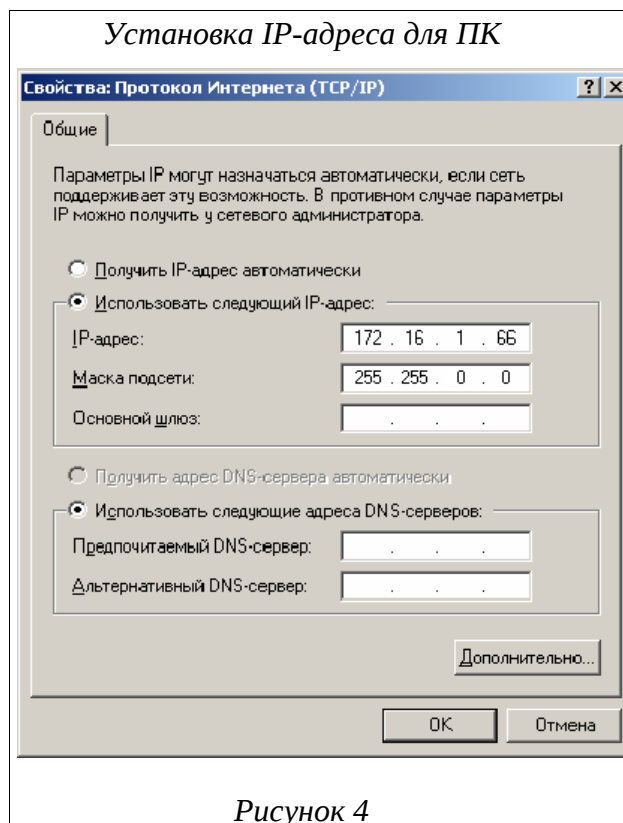 Установка IP-адреса для ПК
Свойства: Протокол Интернета (TCP/IP)
Общие
Параметры IP могут назначаться автоматически, если сеть
поддерживает эту возможность. В противном случае параметры
IP можно получить у сетевого администратора.
Получить IP-адрес автоматически
Использовать следующий IP-адрес:
IP-адрес: 172 . 16 . 1 . 66
Маска подсети: 255 . 255 . 0 . 0
Основной шлюз: . . .
Получить адрес DNS-сервера автоматически
Использовать следующие адреса DNS-серверов:
Предпочитаемый DNS-сервер: . . .
Альтернативный DNS-сервер: . . .
Дополнительно...
OK Отмена
Рисунок 4